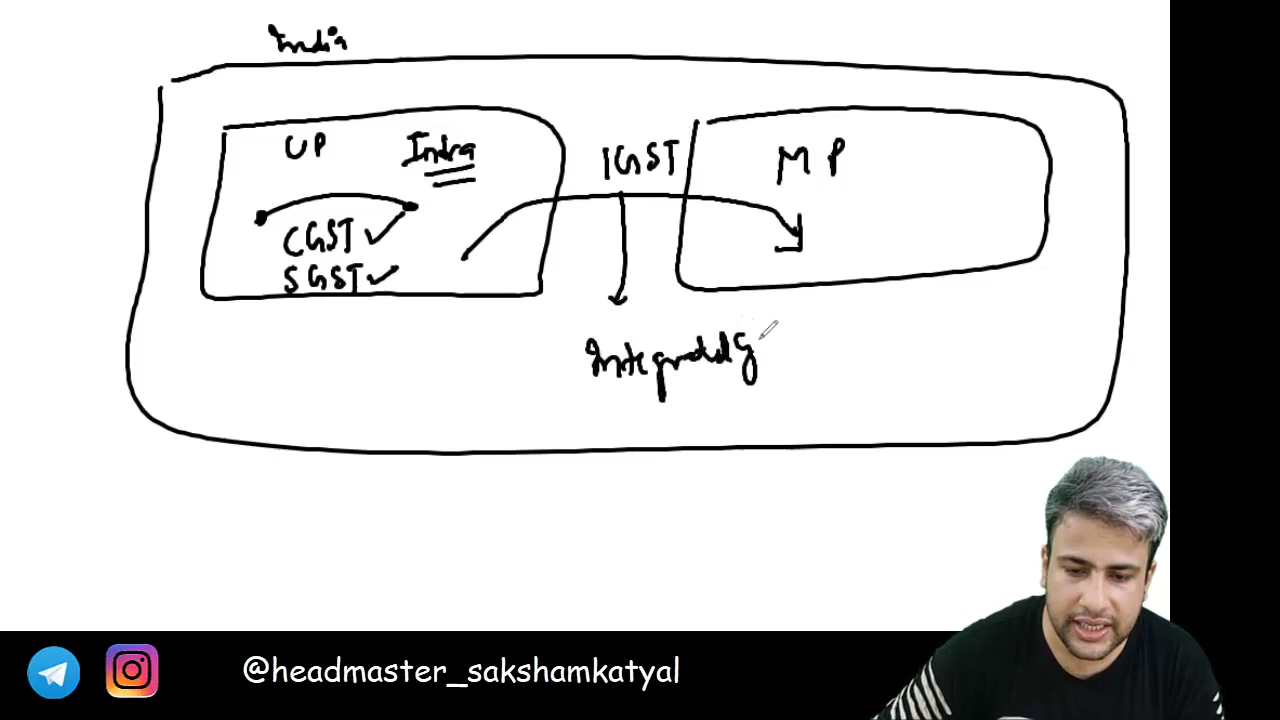 India
UP
Intra
IGST
MP
CGST
SGST
Integrated G
@headmaster_sakshamkatyal